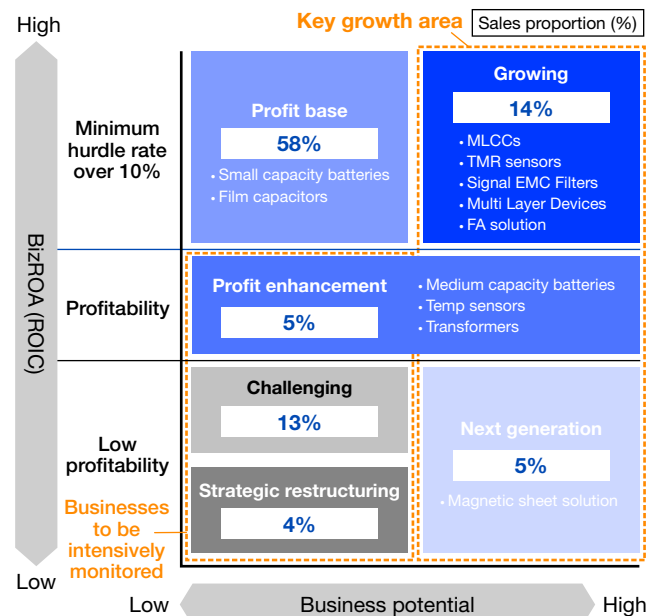 High
Key growth area
Sales proportion (%)
Minimum
hurdle rate
over 10%
Profit base
58%
• Small capacity batteries
• Film capacitors
Growing
14%
• MLCCs
• TMR sensors
• Signal EMC Filters
• Multi Layer Devices
• FA solution
BizROA (ROIC)
Profitability
Profit enhancement
5%
• Medium capacity batteries
• Temp sensors
• Transformers
Low
profitability
Challenging
13%
Strategic restructuring
4%
Next generation
5%
• Magnetic sheet solution
Businesses
to be
intensively
monitored
Low
Low
Business potential
High